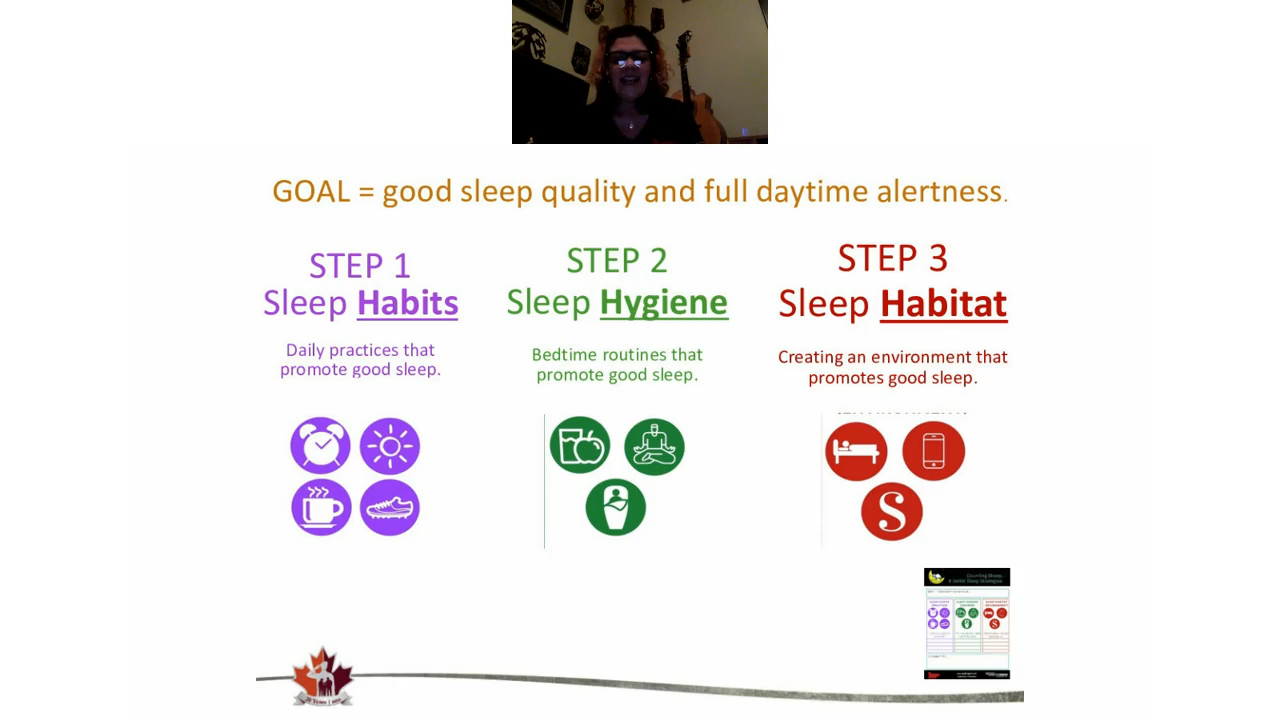 GOAL = good sleep quality and full daytime alertness.
STEP 1
Sleep Habits
Daily practices that
promote good sleep.
STEP 2
Sleep Hygiene
Bedtime routines that
promote good sleep.
STEP 3
Sleep Habitat
Creating an environment that
promotes good sleep.
S
Counting Sheep,
S